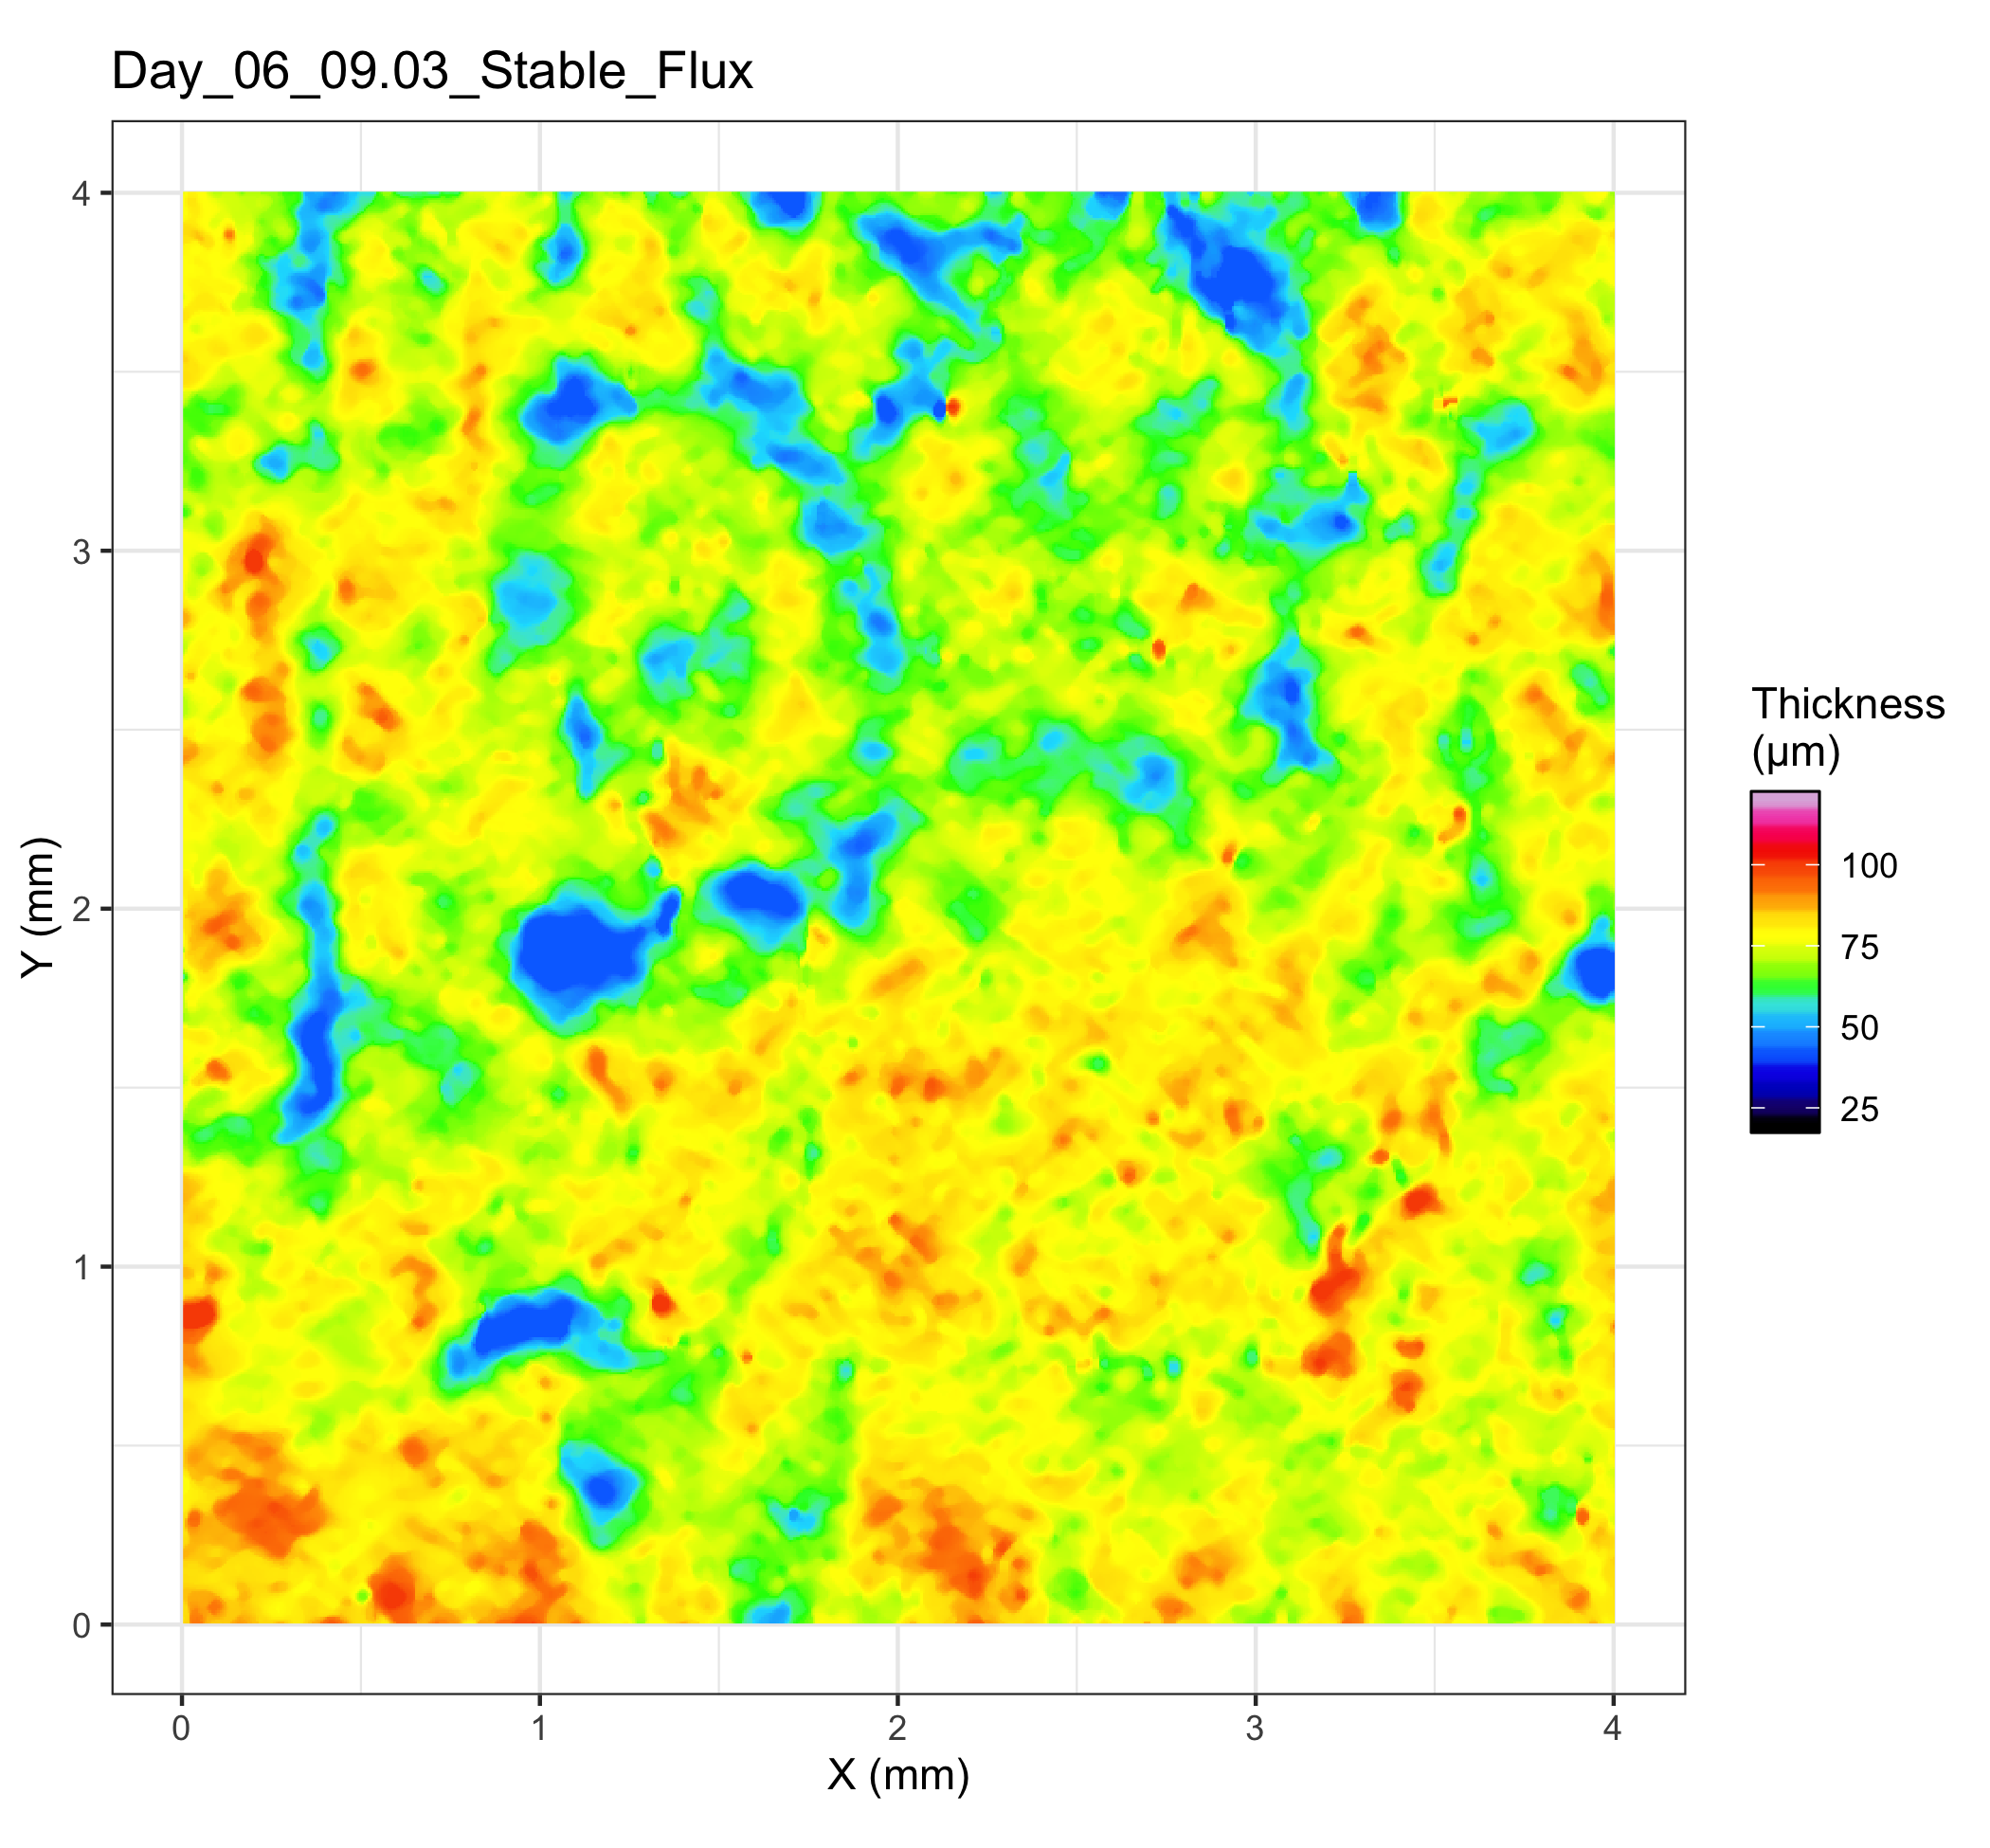 Day_06_09.03_Stable_Flux
4
3
2
1
0
Y (mm)
0 1 2 3 4
X (mm)
Thickness
(μm)
100
75
50
25